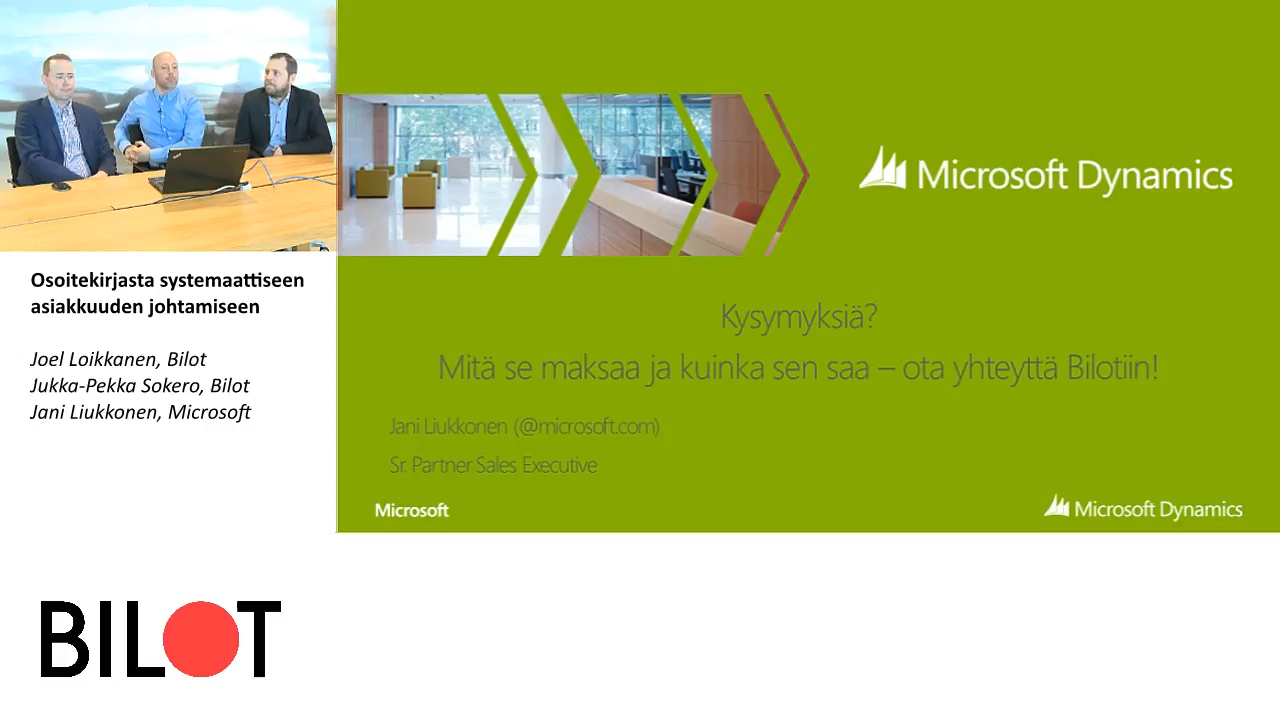 Osoitekirjasta systemaattiseen
asiakkuuden johtamiseen
Joel Loikkanen, Bilot
Jukka-Pekka Sokero, Bilot
Jani Liukkonen, Microsoft
BILOT
Microsoft Dynamics
Kysymyksiä?
Mitä se maksaa ja kuinka sen saa – ota yhteyttä Bilotiin!
Jani Liukkonen (@microsoft.com)
Sr. Partner Sales Executive
Microsoft
Microsoft Dynamics